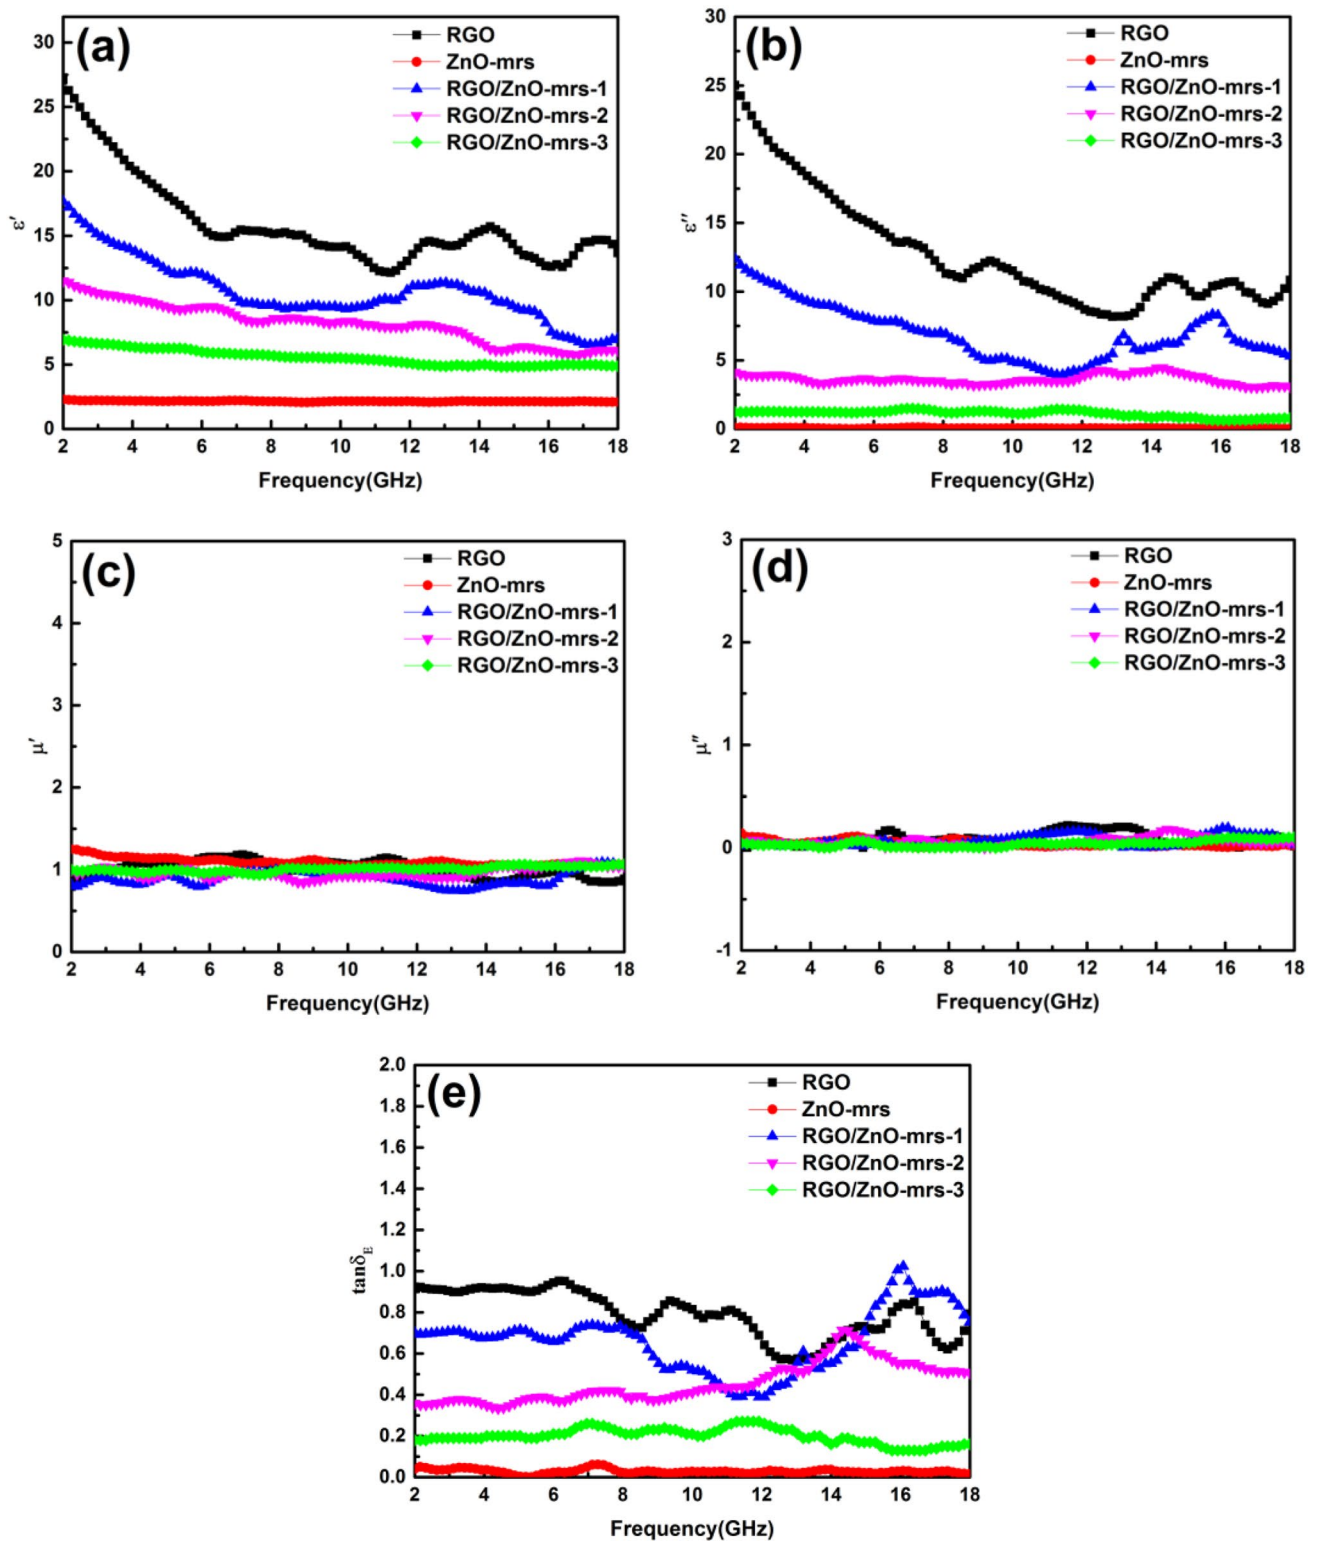 (a)
RGO
ZnO-mrs
RGO/ZnO-mrs-1
RGO/ZnO-mrs-2
RGO/ZnO-mrs-3
30
25
20
15
10
5
0
ε′
2 4 6 8 10 12 14 16 18
Frequency(GHz)
(b)
RGO
ZnO-mrs
RGO/ZnO-mrs-1
RGO/ZnO-mrs-2
RGO/ZnO-mrs-3
30
25
20
15
10
5
0
ε″
2 4 6 8 10 12 14 16 18
Frequency(GHz)
(c)
RGO
ZnO-mrs
RGO/ZnO-mrs-1
RGO/ZnO-mrs-2
RGO/ZnO-mrs-3
5
4
3
2
1
0
μ′
2 4 6 8 10 12 14 16 18
Frequency(GHz)
(d)
RGO
ZnO-mrs
RGO/ZnO-mrs-1
RGO/ZnO-mrs-2
RGO/ZnO-mrs-3
3
2
1
0
-1
μ″
2 4 6 8 10 12 14 16 18
Frequency(GHz)
(e)
RGO
ZnO-mrs
RGO/ZnO-mrs-1
RGO/ZnO-mrs-2
RGO/ZnO-mrs-3
2.0
1.8
1.6
1.4
1.2
1.0
0.8
0.6
0.4
0.2
0.0
tanδE
2 4 6 8 10 12 14 16 18
Frequency(GHz)